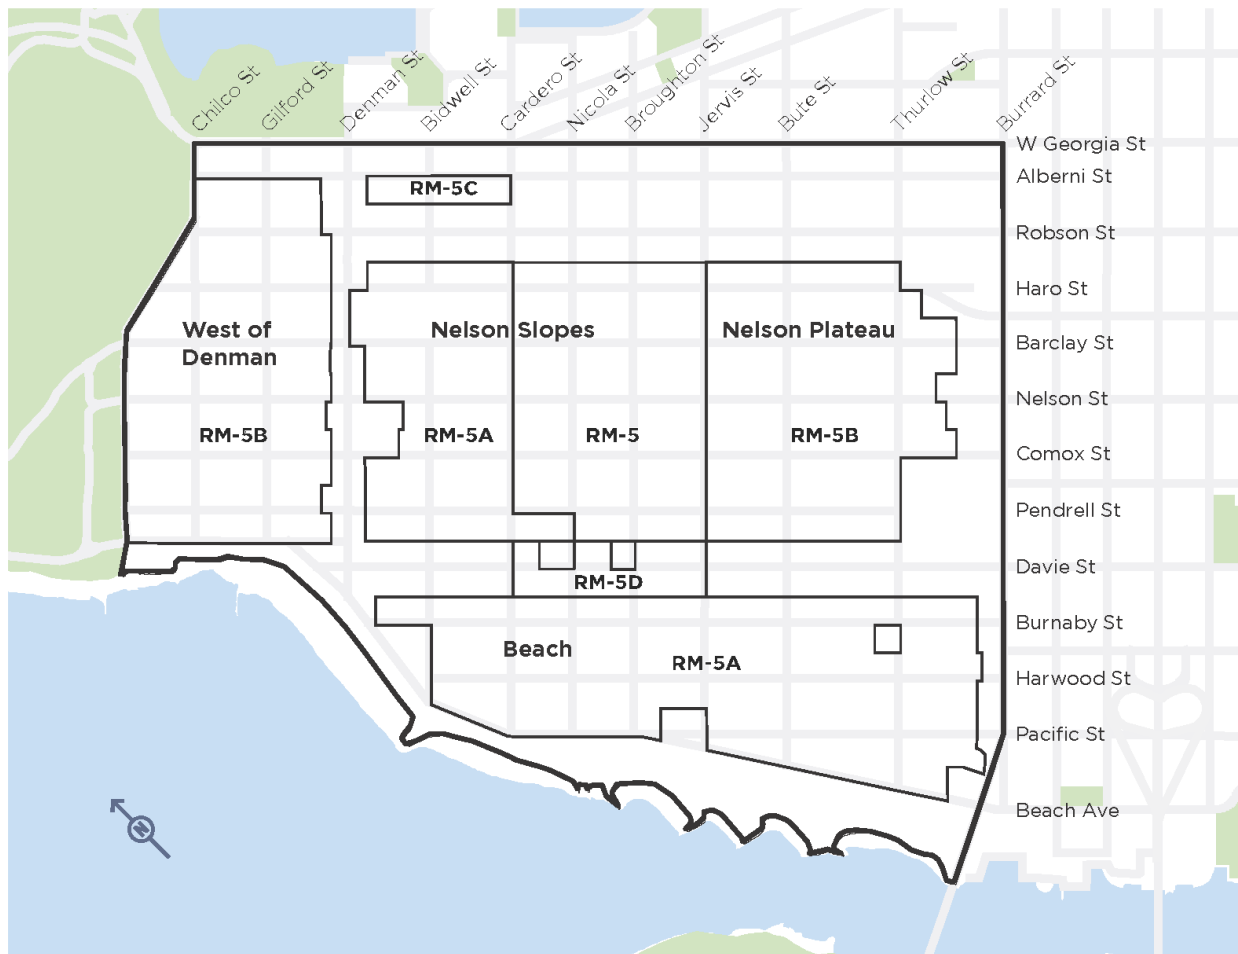 Chilco St
Gilford St
Denman St
Bidwell St
Cardero St
Nicola St
Broughton St
Jervis St
Bute St
Thurlow St
Burrard St
W Georgia St
Alberni St
RM-5C
Robson St
Haro St
West of
Denman
Nelson Slopes
Nelson Plateau
Barclay St
Nelson St
RM-5B
RM-5A
RM-5
RM-5B
Comox St
Pendrell St
Davie St
RM-5D
Burnaby St
Beach
RM-5A
Harwood St
Pacific St
Beach Ave
N